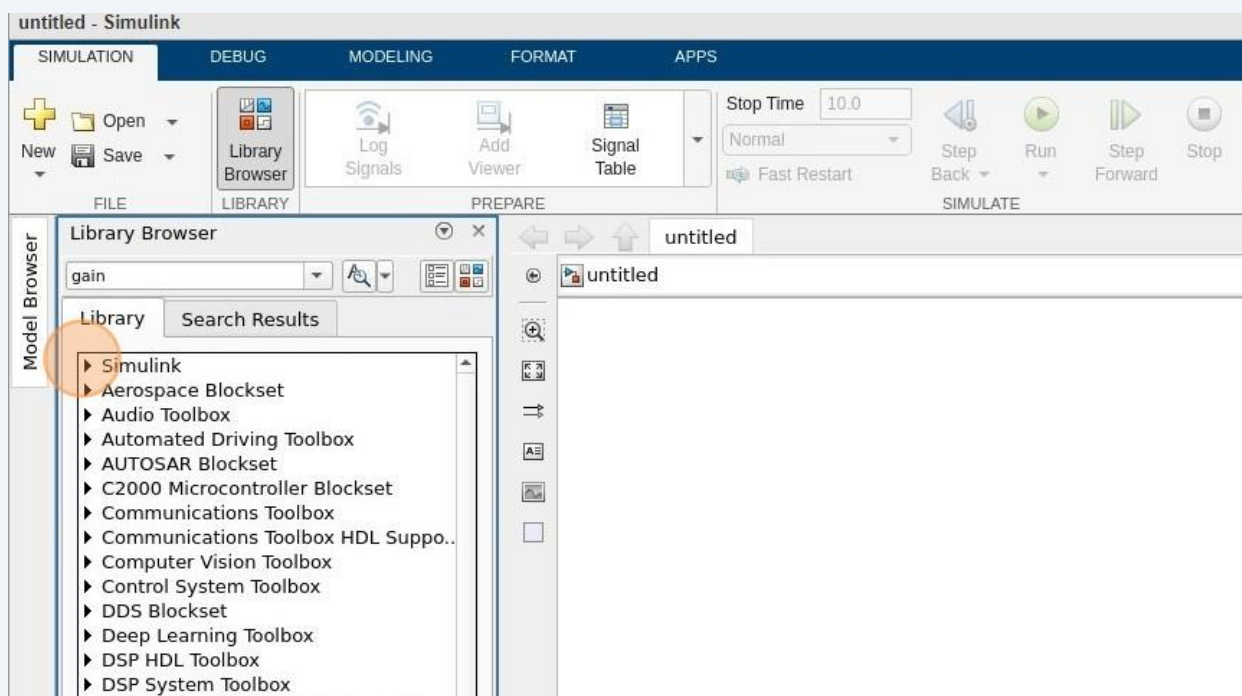 untitled - Simulink
SIMULATION DEBUG MODELING FORMAT APPS
New
Open
Save
FILE
Library
Browser
LIBRARY
Log
Signals
Add
Viewer
Signal
Table
PREPARE
Stop Time 10.0
Normal
Fast Restart
Step
Back
Run
Step
Forward
Stop
SIMULATE
Model Browser
Library Browser
gain
Library Search Results
Simulink
Aerospace Blockset
Audio Toolbox
Automated Driving Toolbox
AUTOSAR Blockset
C2000 Microcontroller Blockset
Communications Toolbox
Communications Toolbox HDL Suppo..
Computer Vision Toolbox
Control System Toolbox
DDS Blockset
Deep Learning Toolbox
DSP HDL Toolbox
DSP System Toolbox
untitled
untitled